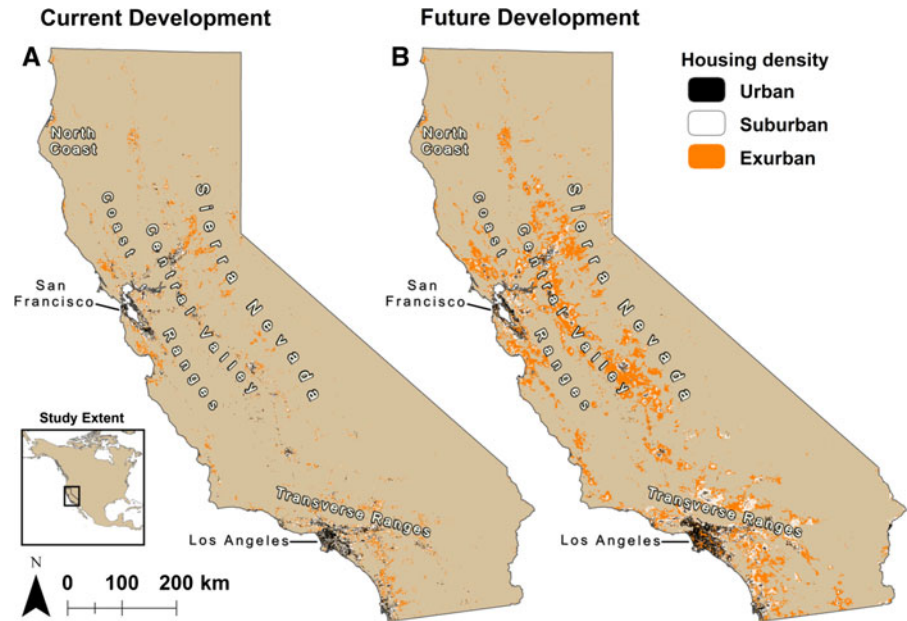 Current Development
Future Development
A
B
Housing density
Urban
Suburban
Exurban
North
Coast
Coast Ranges
Central Valley
Sierra Nevada
San
Francisco
Transverse Ranges
Los Angeles
North
Coast
Coast Ranges
Central Valley
Sierra Nevada
San
Francisco
Transverse Ranges
Los Angeles
Study Extent
N
0 100 200 km